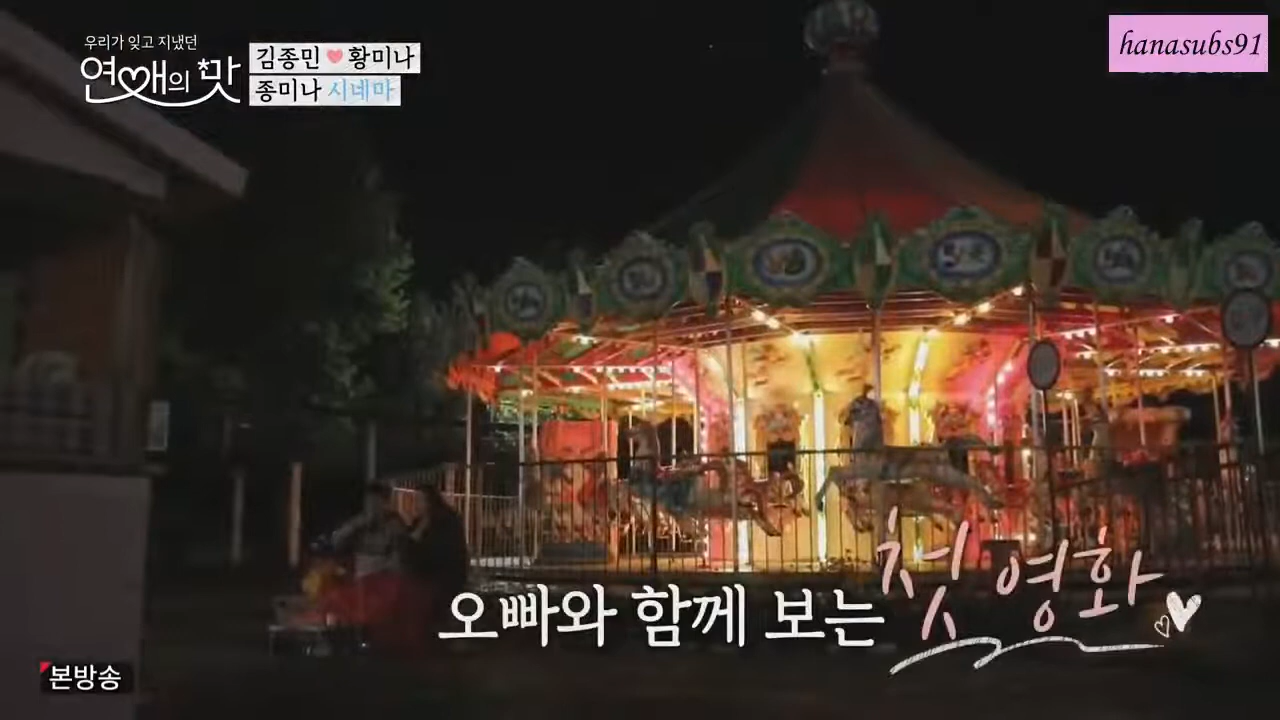 우리가 잊고 지냈던
연애의 맛
김종민 ♥ 황미나
종미나 시네마
hanasubs91
오빠와 함께 보는 첫 영화
본방송